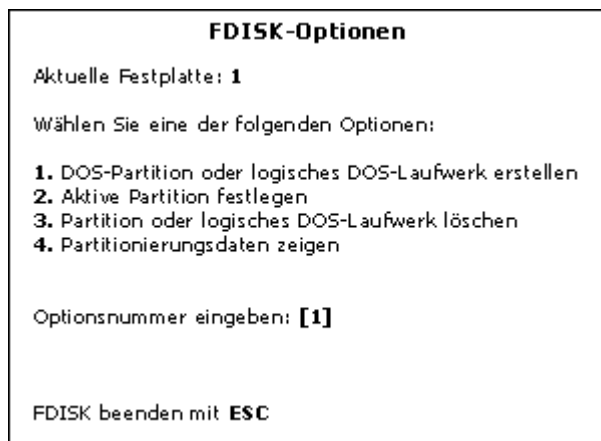 FDISK-Optionen
Aktuelle Festplatte: 1
Wählen Sie eine der folgenden Optionen:
1. DOS-Partition oder logisches DOS-Laufwerk erstellen
2. Aktive Partition festlegen
3. Partition oder logisches DOS-Laufwerk löschen
4. Partitionierungsdaten zeigen
Optionsnummer eingeben: [1]
FDISK beenden mit ESC